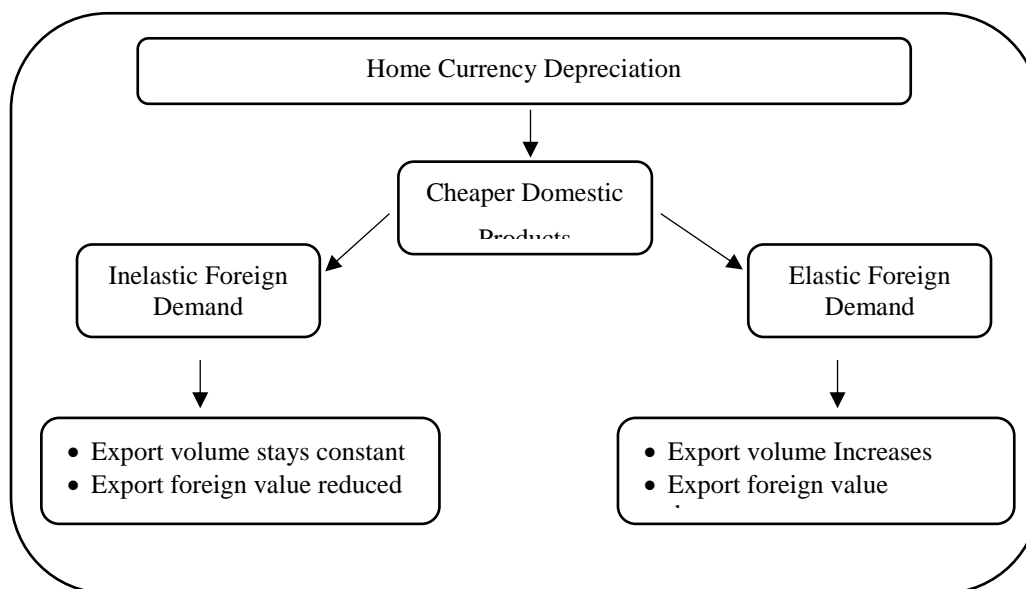 Home Currency Depreciation
Cheaper Domestic
Products
Inelastic Foreign
Demand
Elastic Foreign
Demand
• Export volume stays constant
• Export foreign value reduced
• Export volume Increases
• Export foreign value